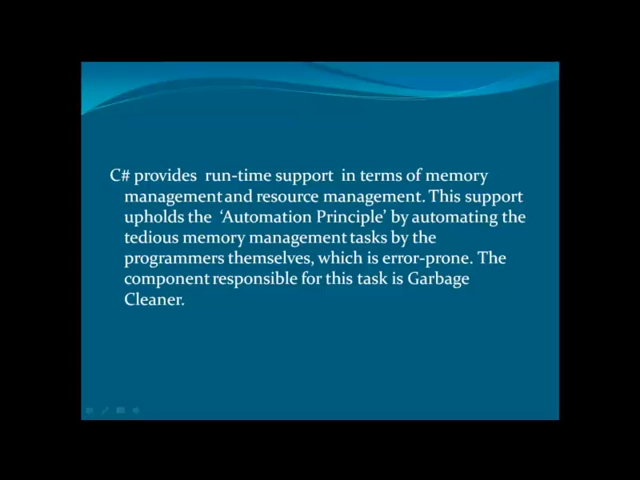 C# provides run-time support in terms of memory
management and resource management. This support
upholds the ‘Automation Principle’ by automating the
tedious memory management tasks by the
programmers themselves, which is error-prone. The
component responsible for this task is Garbage
Cleaner.